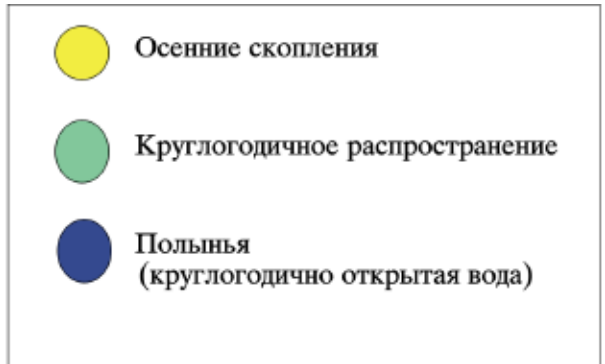 Осенние скопления
Круглогодичное распространение
Полынья
(круглогодично открытая вода)